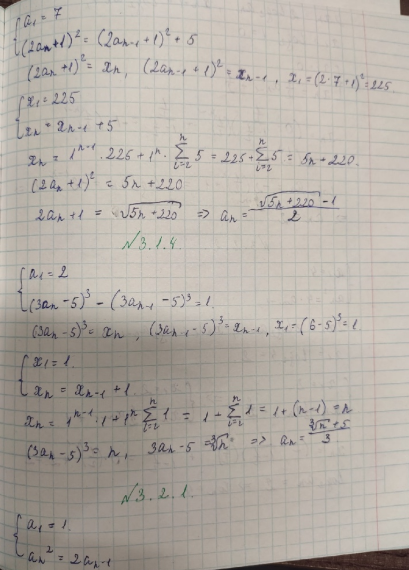 {a₁ = 7
{(2aₙ+1)² = (2aₙ₋₁+1)² + 5
(2aₙ+1)² = xₙ, (2aₙ₋₁+1)² = xₙ₋₁, x₁ = (2·7+1)² = 225.
{x₁ = 225
{xₙ = xₙ₋₁ + 5
xₙ = 1ⁿ⁻¹ · 225 + 1ⁿ · ∑ⁿᵢ₌₂ 5 = 225 + ∑ⁿᵢ₌₂ 5 = 5n + 220.
(2aₙ+1)² = 5n + 220
2aₙ+1 = √(5n+220) => aₙ = (√(5n+220) - 1)/2
№3.1.4.
{a₁ = 2
{(3aₙ-5)³ - (3aₙ₋₁-5)³ = 1.
(3aₙ-5)³ = xₙ, (3aₙ₋₁-5)³ = xₙ₋₁, x₁ = (6-5)³ = 1
{x₁ = 1.
{xₙ = xₙ₋₁ + 1.
xₙ = 1ⁿ⁻¹ · 1 + 1ⁿ ∑ⁿᵢ₌₂ 1 = 1 + ∑ⁿᵢ₌₂ 1 = 1 + (n-1) = n
(3aₙ-5)³ = n, 3aₙ-5 = ∛n => aₙ = (∛n + 5)/3
№3.2.1.
{a₁ = 1.
{aₙ² = 2aₙ₋₁